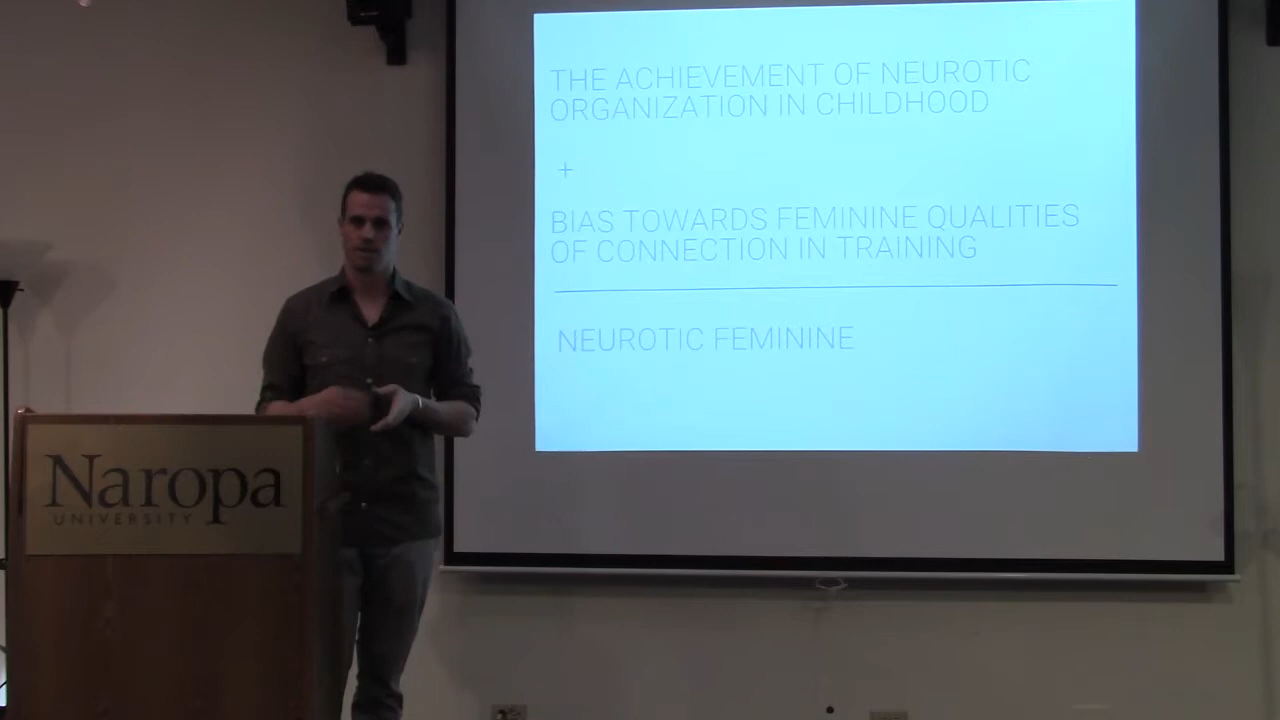 THE ACHIEVEMENT OF NEUROTIC
ORGANIZATION IN CHILDHOOD
+
BIAS TOWARDS FEMININE QUALITIES
OF CONNECTION IN TRAINING
NEUROTIC FEMININE
Naropa
UNIVERSITY